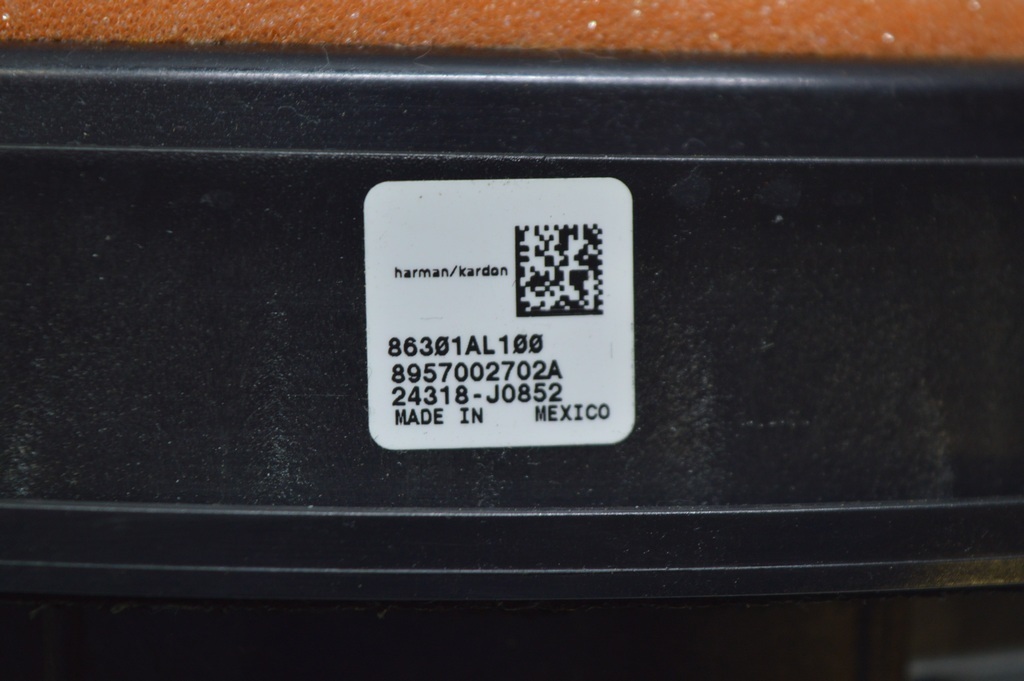 harman/kardon
86301AL100
8957002702A
24318-J0852
MADE IN MEXICO